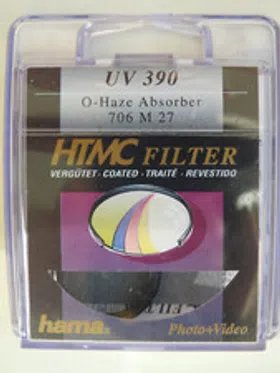 UV 390
O-Haze Absorber
706 M 27
HTMC FILTER
VERGÜTET · COATED · TRAITÉ · REVESTIDO
hama
Photo+Video